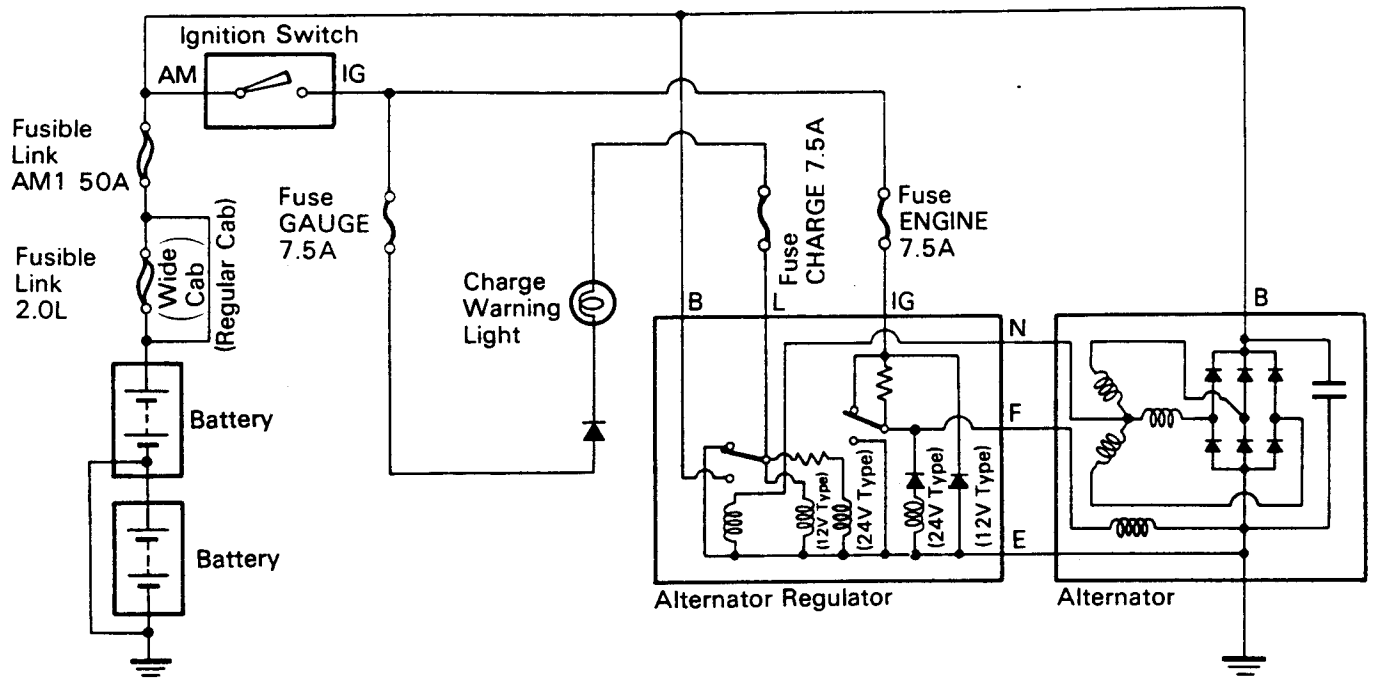 Ignition Switch
AM
IG
Fusible
Link
AM1 50A
Fusible
Link
2.0L
(Wide
Cab)
(Regular Cab)
Fuse
GAUGE
7.5A
Charge
Warning
Light
Fuse
CHARGE 7.5A
Fuse
ENGINE
7.5A
B
L
IG
N
F
E
B
Battery
Battery
(12V Type)
(24V Type)
(24V Type)
(12V Type)
Alternator Regulator
Alternator